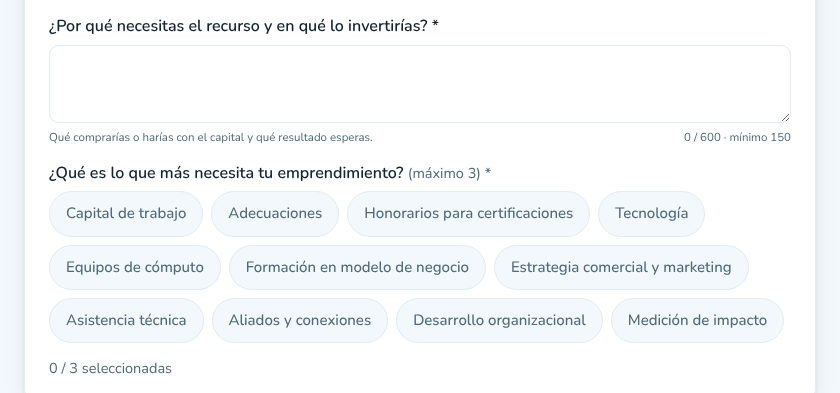 ¿Por qué necesitas el recurso y en qué lo invertirías? *
Qué comprarías o harías con el capital y qué resultado esperas. 0 / 600 · mínimo 150
¿Qué es lo que más necesita tu emprendimiento? (máximo 3) *
Capital de trabajo Adecuaciones Honorarios para certificaciones Tecnología
Equipos de cómputo Formación en modelo de negocio Estrategia comercial y marketing
Asistencia técnica Aliados y conexiones Desarrollo organizacional Medición de impacto
0 / 3 seleccionadas